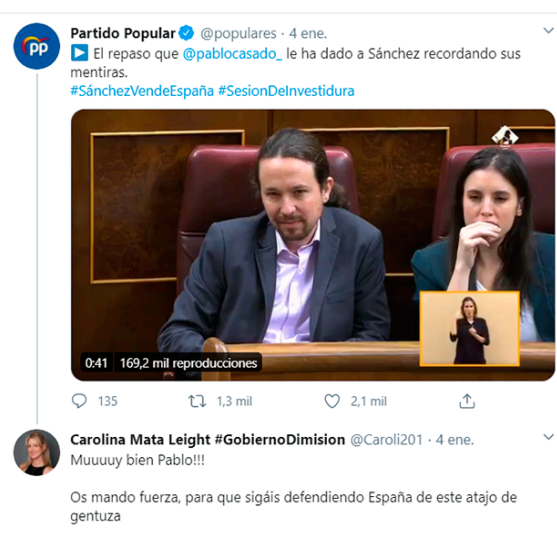 Partido Popular @populares · 4 ene.
El repaso que @pablocasado_ le ha dado a Sánchez recordando sus
mentiras.
#SánchezVendeEspaña #SesionDeInvestidura
0:41 169,2 mil reproducciones
135 1,3 mil 2,1 mil
Carolina Mata Leight #GobiernoDimision @Caroli201 · 4 ene.
Muuuuy bien Pablo!!!
Os mando fuerza, para que sigáis defendiendo España de este atajo de
gentuza
pp